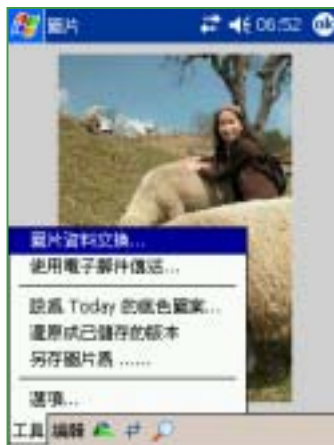 圖片 06:52 ok
圖片資料交換...
使用電子郵件傳送...
設為 Today 的底色圖案...
還原成已儲存的版本
另存圖片為 ......
選項...
工具 編輯